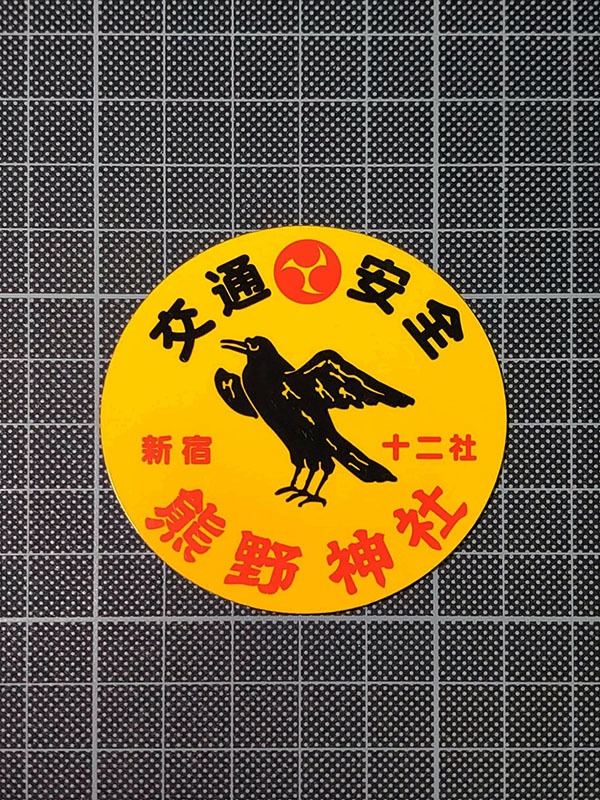 交通安全
新宿
十二社
熊野神社